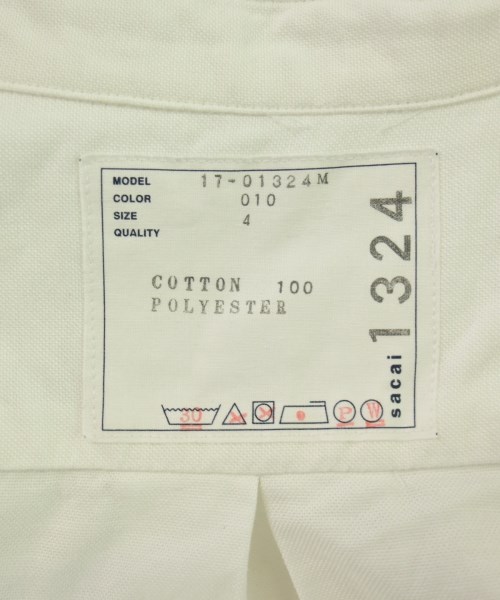 MODEL 17-01324M
COLOR 010
SIZE 4
QUALITY
COTTON 100
POLYESTER
30 P W
sacai 1324